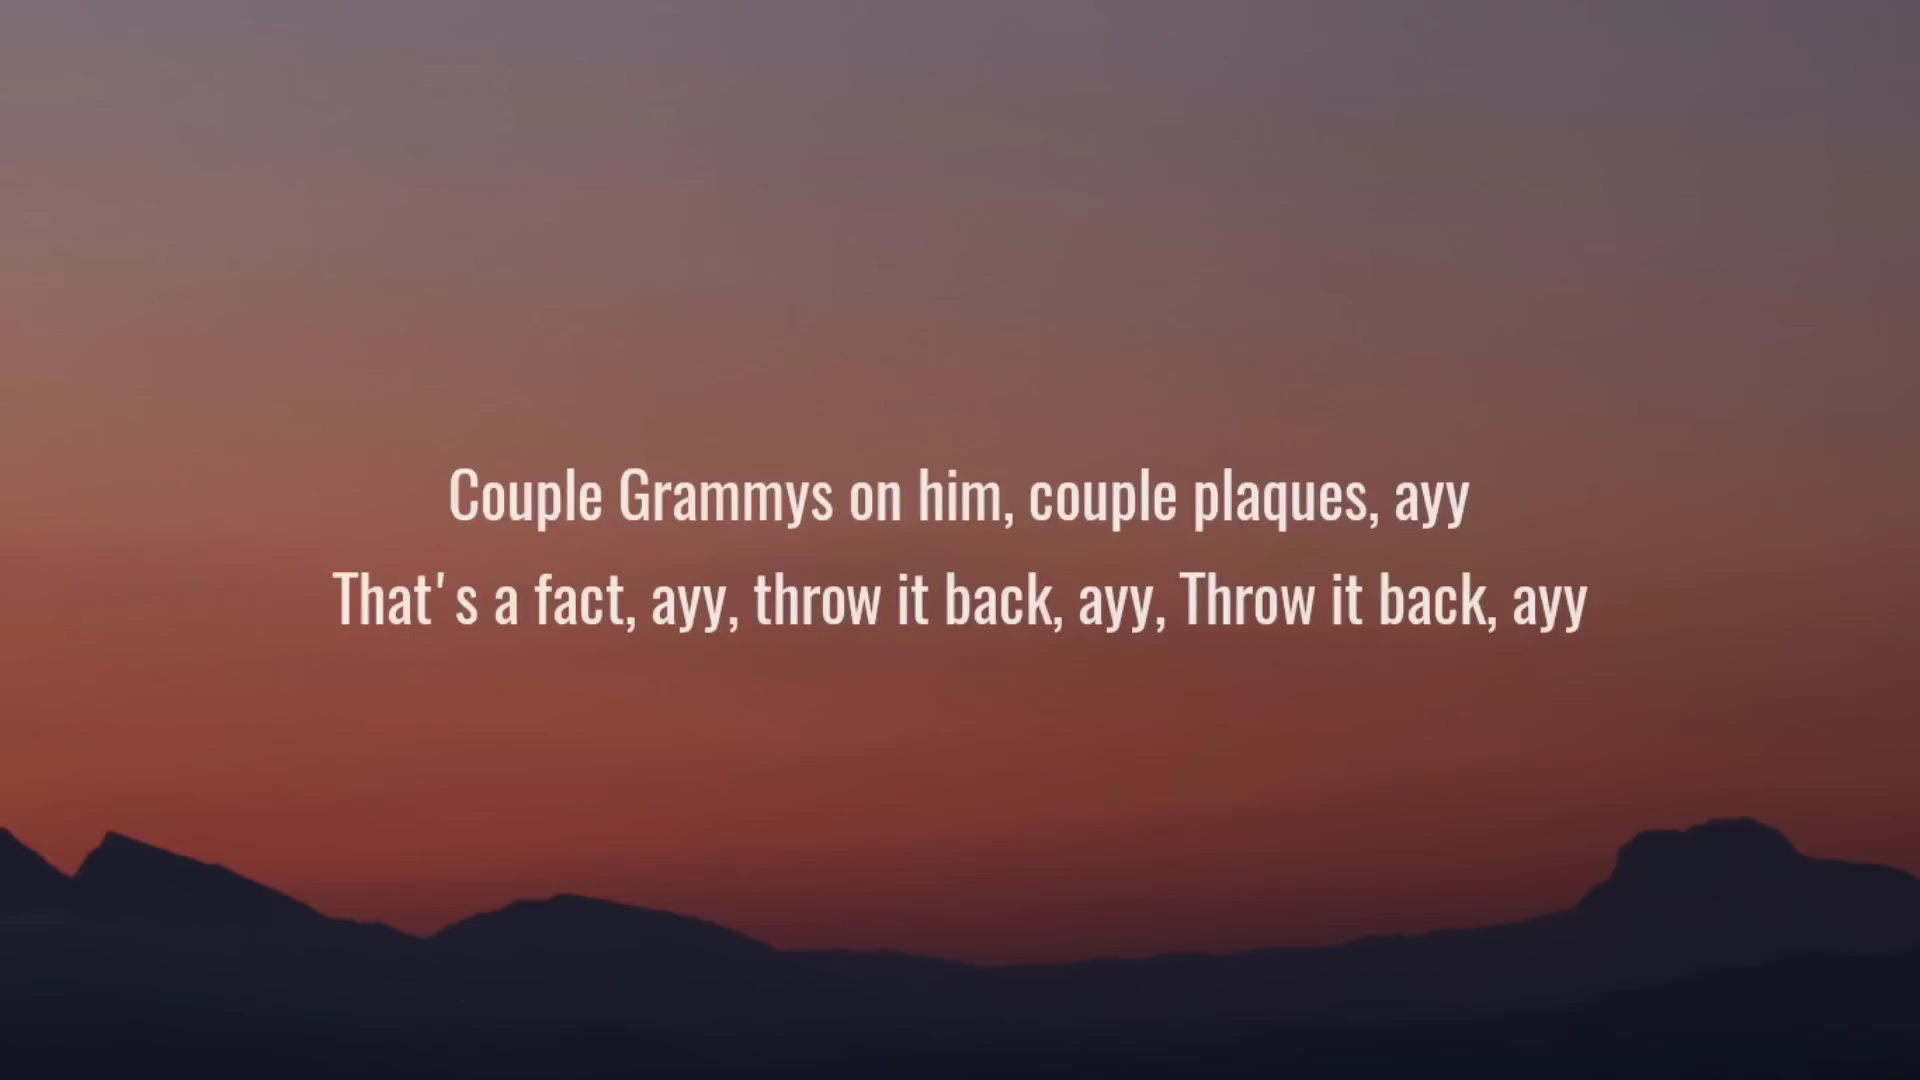 Couple Grammys on him, couple plaques, ayy
That's a fact, ayy, throw it back, ayy, Throw it back, ayy